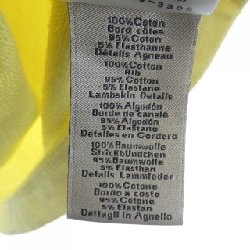 100%Coton
Bord côtes
95% Coton
5% Elasthanne
Détails Agneau
100%Cotton
Rib
95% Cotton
5% Elastane
Lambskin Details
100%Algodón
Borde de canalé
95% Algodón
5% Elastano
Detalles en Cordero
100%Baumwolle
Strickbündchen
95%Baumwolle
5% Elasthan
Details Lammleder
100%Cotone
Bordo a coste
95% Cotone
5% Elastan
Dettagli in Agnello